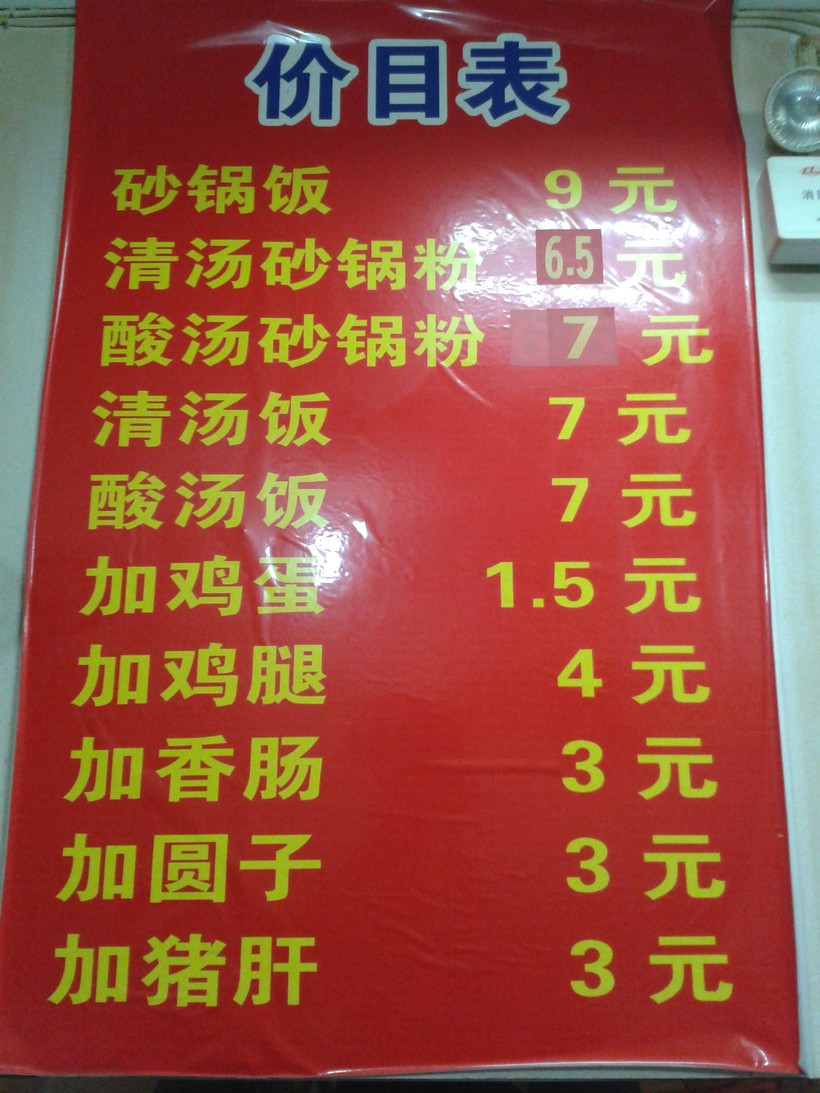 价目表
砂锅饭 9 元
清汤砂锅粉 6.5 元
酸汤砂锅粉 7 元
清汤饭 7 元
酸汤饭 7 元
加鸡蛋 1.5 元
加鸡腿 4 元
加香肠 3 元
加圆子 3 元
加猪肝 3 元
消